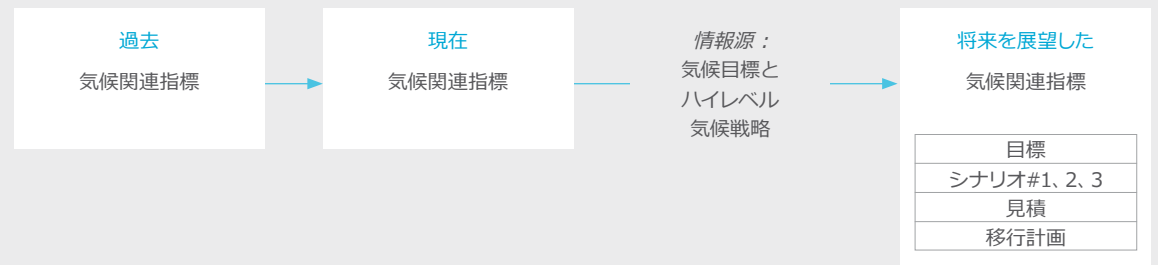 過去
気候関連指標
現在
気候関連指標
情報源：
気候目標と
ハイレベル
気候戦略
将来を展望した
気候関連指標
目標
シナリオ#1、2、3
見積
移行計画